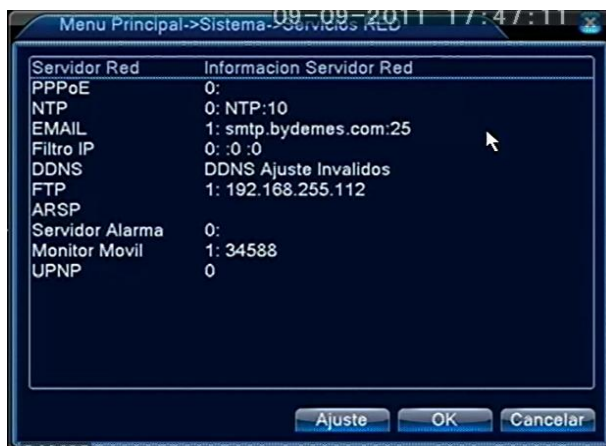 09-09-2011 17:47:11
Menu Principal->Sistema->Servicios RED
Servidor Red Informacion Servidor Red
PPPoE 0:
NTP 0: NTP:10
EMAIL 1: smtp.bydemes.com:25
Filtro IP 0: :0 :0
DDNS DDNS Ajuste Invalidos
FTP 1: 192.168.255.112
ARSP
Servidor Alarma 0:
Monitor Movil 1: 34588
UPNP 0
Ajuste OK Cancelar